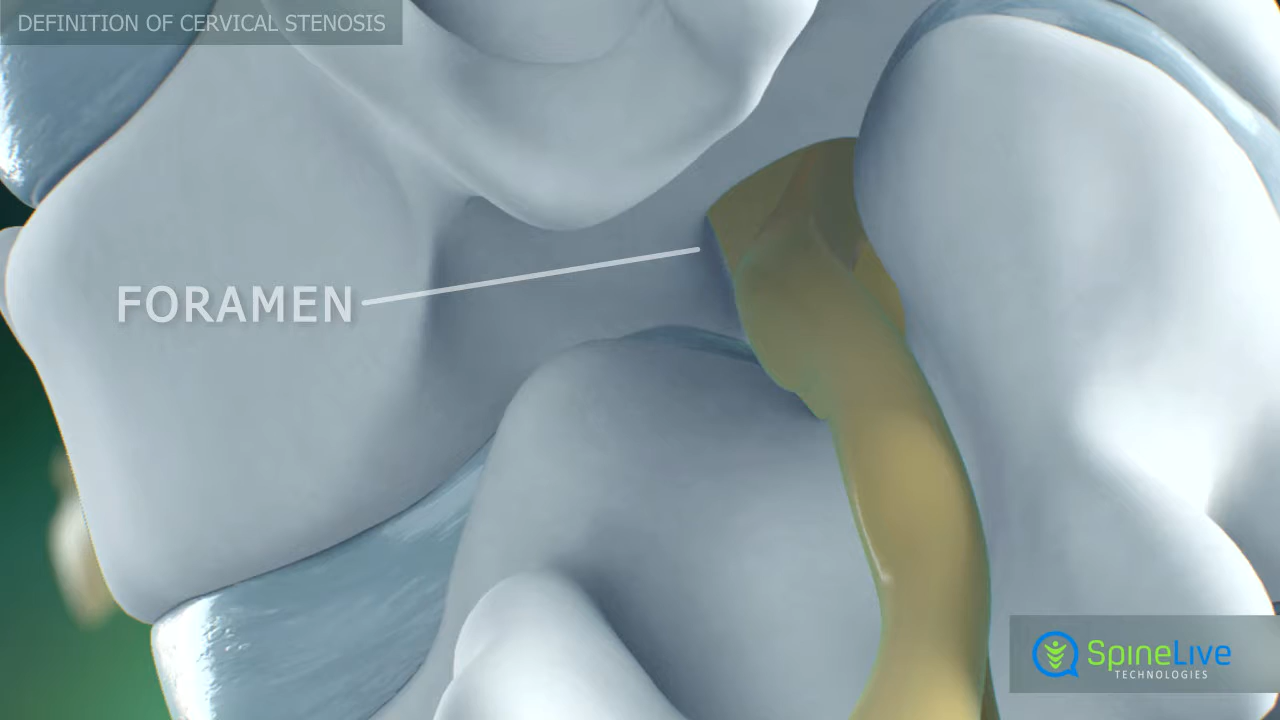 DEFINITION OF CERVICAL STENOSIS
FORAMEN
SpineLive
TECHNOLOGIES